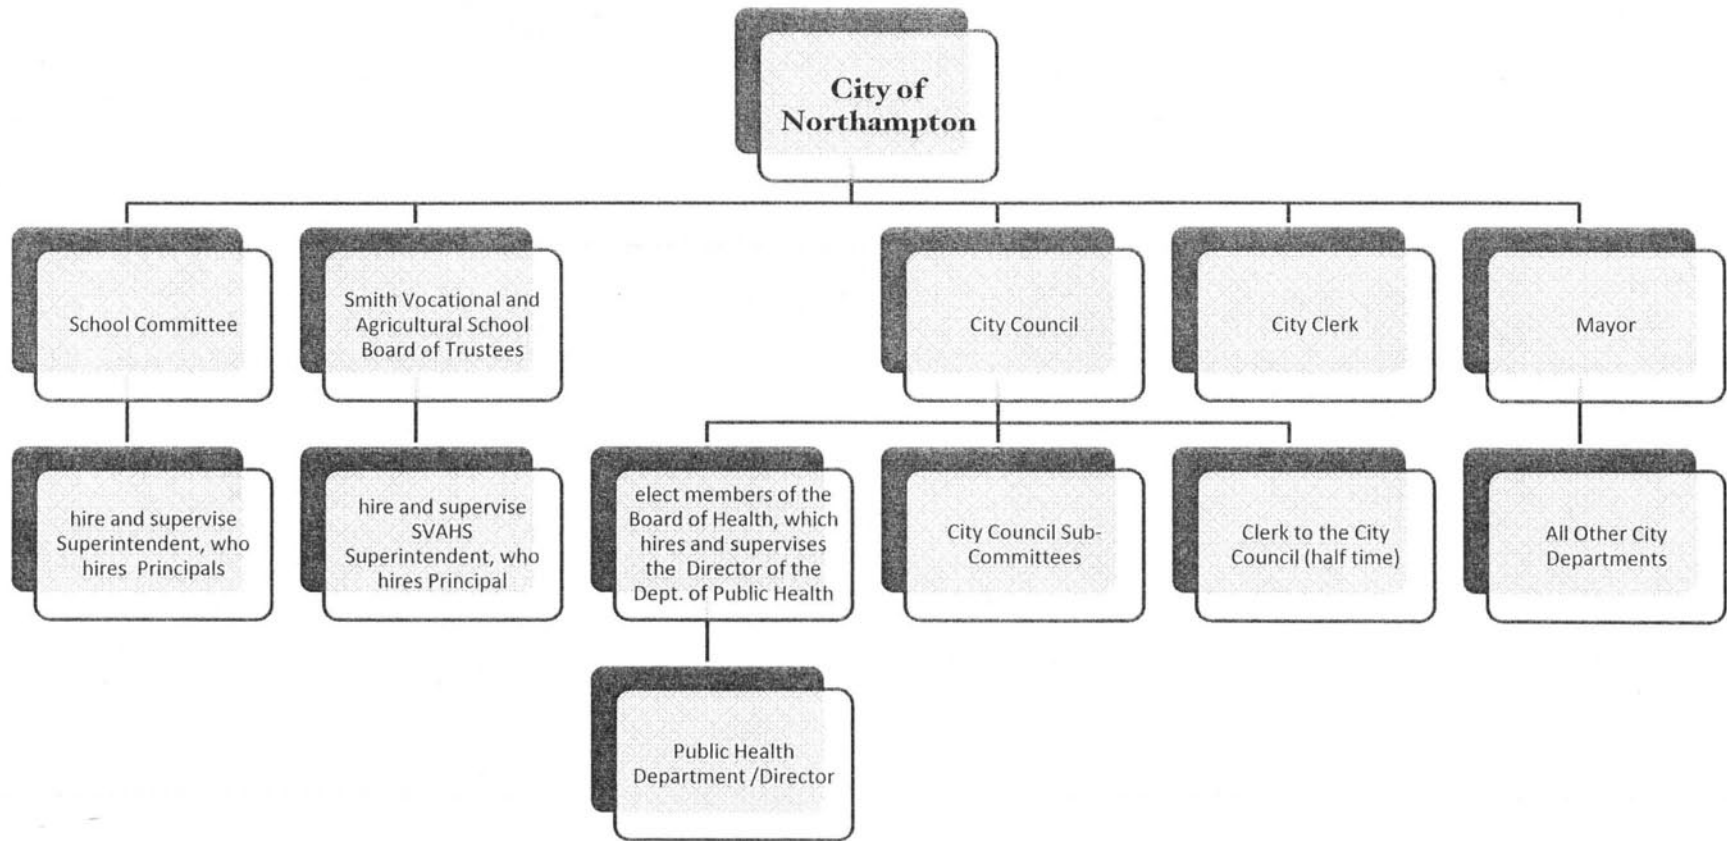 City of
Northampton
School Committee
Smith Vocational and
Agricultural School
Board of Trustees
City Council
City Clerk
Mayor
hire and supervise
Superintendent, who
hires Principals
hire and supervise
SVAHS
Superintendent, who
hires Principal
elect members of the
Board of Health, which
hires and supervises
the Director of the
Dept. of Public Health
City Council Sub-
Committees
Clerk to the City
Council (half time)
All Other City
Departments
Public Health
Department /Director